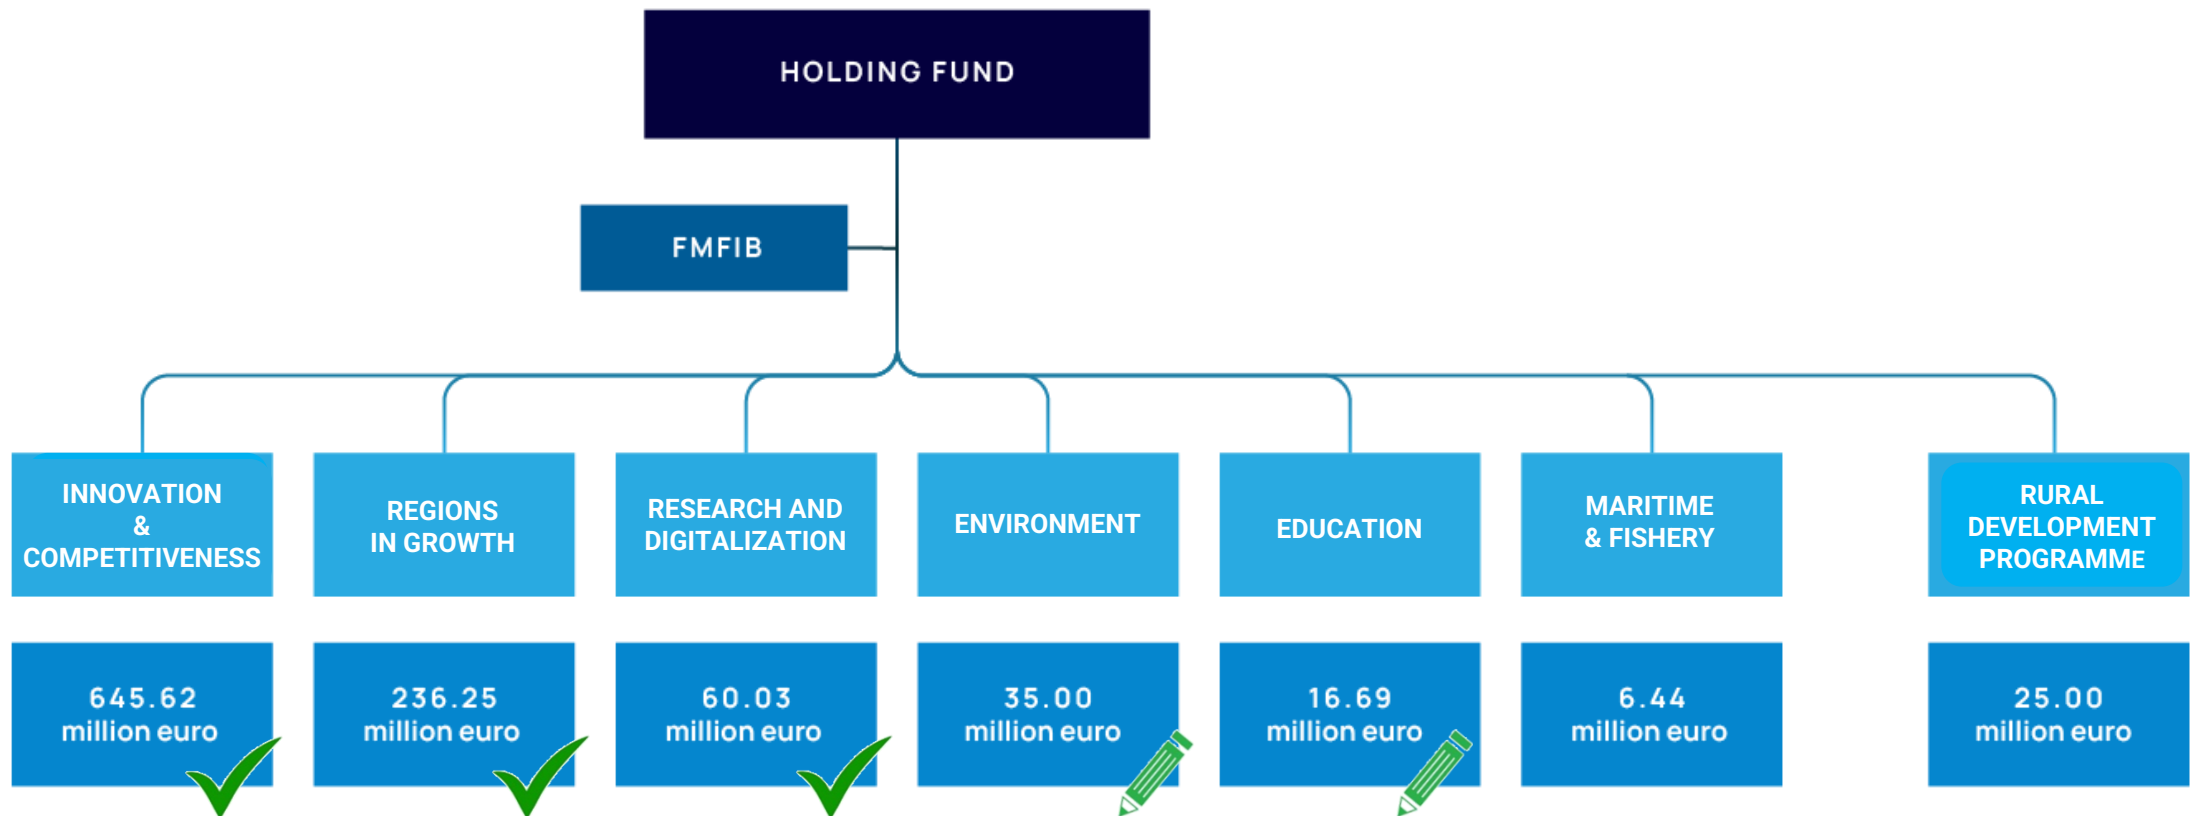 HOLDING FUND
FMFIB
INNOVATION
&
COMPETITIVENESS
REGIONS
IN GROWTH
RESEARCH AND
DIGITALIZATION
ENVIRONMENT
EDUCATION
MARITIME
& FISHERY
RURAL
DEVELOPMENT
PROGRAMME
645.62
million euro
236.25
million euro
60.03
million euro
35.00
million euro
16.69
million euro
6.44
million euro
25.00
million euro